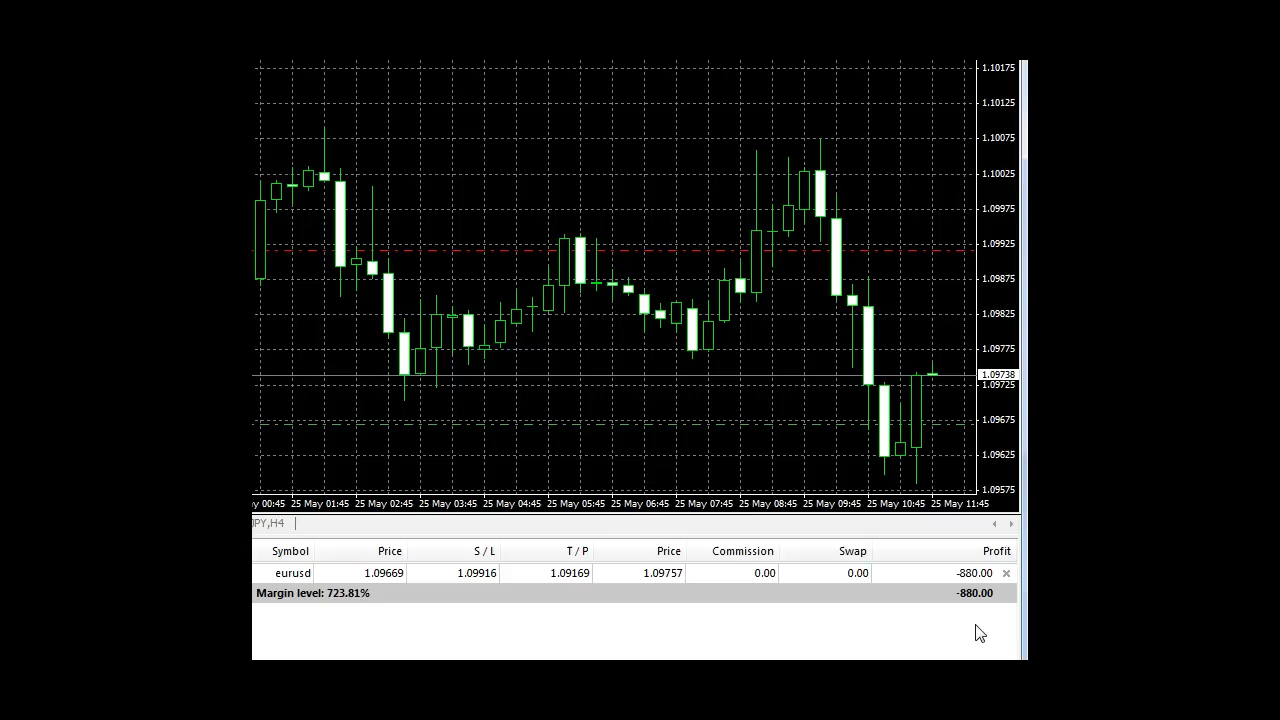 1.10175
1.10125
1.10075
1.10025
1.09975
1.09925
1.09875
1.09825
1.09775
1.09738
1.09725
1.09675
1.09625
1.09575
y 00:45 25 May 01:45 25 May 02:45 25 May 03:45 25 May 04:45 25 May 05:45 25 May 06:45 25 May 07:45 25 May 08:45 25 May 09:45 25 May 10:45 25 May 11:45
JPY,H4
Symbol Price S / L T / P Price Commission Swap Profit
eurusd 1.09669 1.09916 1.09169 1.09757 0.00 0.00 -880.00
Margin level: 723.81% -880.00